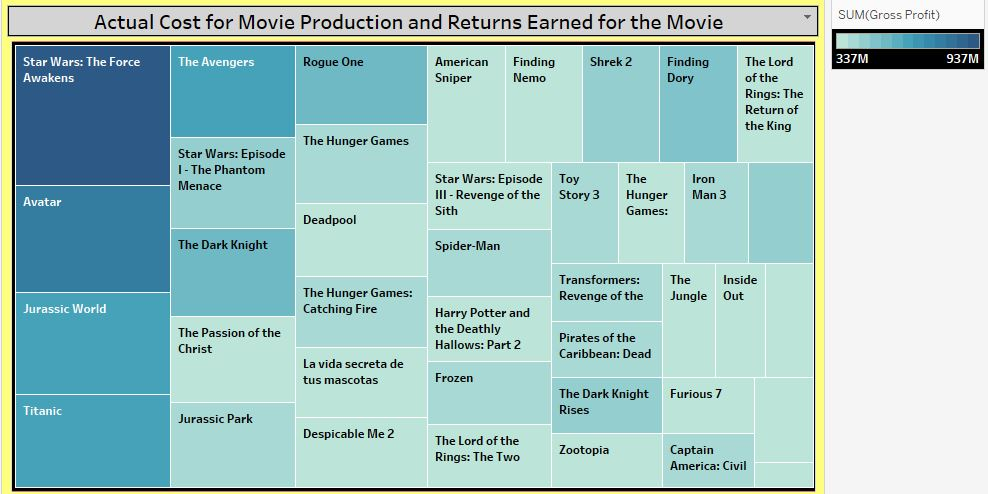 Actual Cost for Movie Production and Returns Earned for the Movie
SUM(Gross Profit)
337M
937M
Star Wars: The Force
Awakens
Avatar
Jurassic World
Titanic
The Avengers
Star Wars: Episode
I - The Phantom
Menace
The Dark Knight
The Passion of the
Christ
Jurassic Park
Rogue One
The Hunger Games
Deadpool
The Hunger Games:
Catching Fire
La vida secreta de
tus mascotas
Despicable Me 2
American
Sniper
Finding
Nemo
Shrek 2
Finding
Dory
The Lord
of the
Rings: The
Return of
the King
Star Wars: Episode
III - Revenge of the
Sith
Spider-Man
Harry Potter and
the Deathly
Hallows: Part 2
Frozen
The Lord of the
Rings: The Two
Toy
Story 3
The
Hunger
Games:
Iron
Man 3
Transformers:
Revenge of the
Pirates of the
Caribbean: Dead
The Dark Knight
Rises
Zootopia
The
Jungle
Inside
Out
Furious 7
Captain
America: Civil